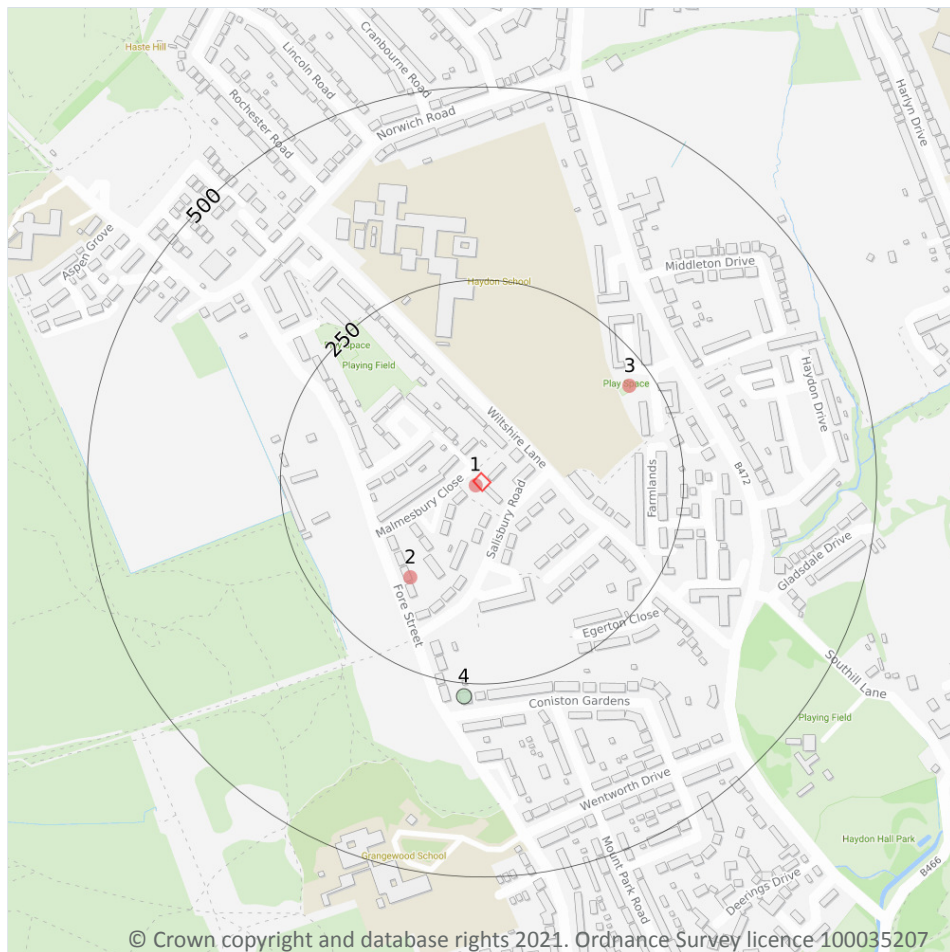 Haste Hill
Lincoln Road
Cranbourne Road
Rochester Road
Norwich Road
Harlyn Drive
500
Aspen Grove
Middleton Drive
Haydon School
250
Play Space
Playing Field
3
Play Space
Haydon Drive
Wiltshire Lane
1
B472
Farmlands
Malmesbury Close
Salisbury Road
2
Gladsdale Drive
Fore Street
Egerton Close
Southill Lane
4
Coniston Gardens
Playing Field
Wentworth Drive
Haydon Hall Park
Grangewood School
Mount Park Road
B466
Deerings Drive
© Crown copyright and database rights 2021. Ordnance Survey licence 100035207